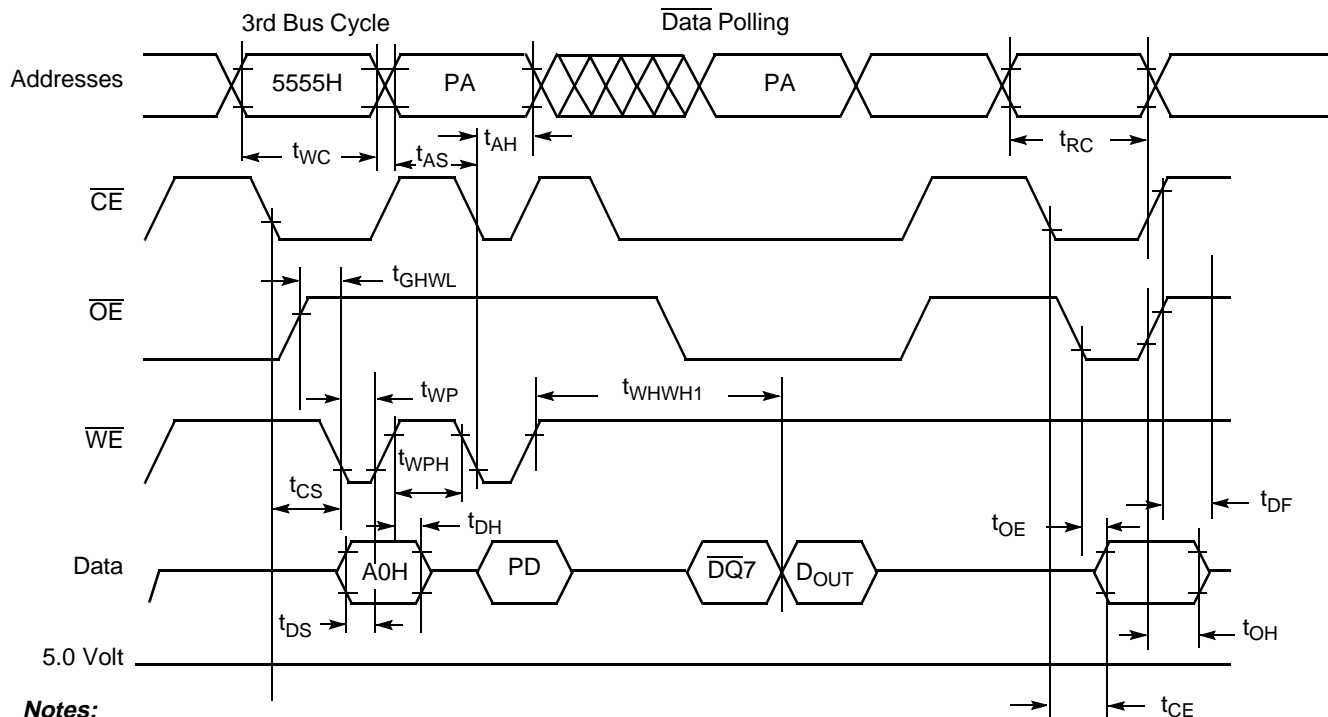 3rd Bus Cycle
Data Polling
Addresses
5555H
PA
PA
tWC
tAS
tAH
tRC
CE
tGHWL
OE
tWP
tWHWH1
WE
tWPH
tCS
tDH
tOE
tDF
Data
A0H
PD
DQ7
DOUT
tDS
tOH
5.0 Volt
tCE
Notes: